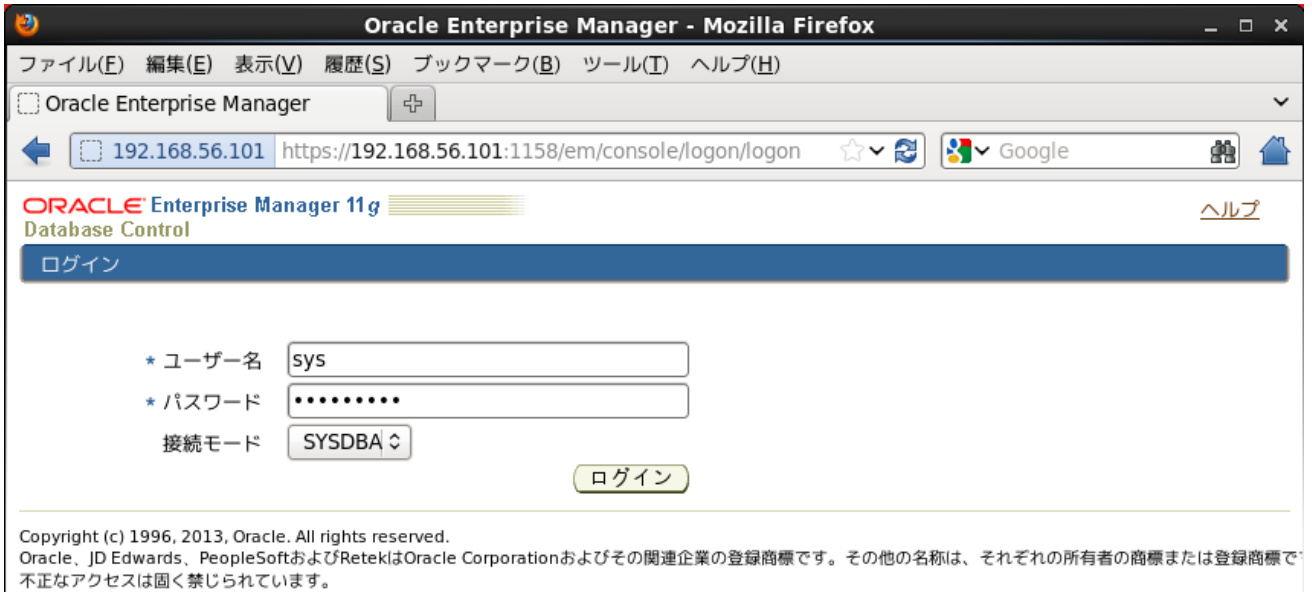 Oracle Enterprise Manager - Mozilla Firefox
ファイル(F) 編集(E) 表示(V) 履歴(S) ブックマーク(B) ツール(T) ヘルプ(H)
Oracle Enterprise Manager
192.168.56.101 https://192.168.56.101:1158/em/console/logon/logon Google
ORACLE Enterprise Manager 11g
Database Control
ヘルプ
ログイン
* ユーザー名 sys
* パスワード •••••••••
接続モード SYSDBA
ログイン
Copyright (c) 1996, 2013, Oracle. All rights reserved.
Oracle、JD Edwards、PeopleSoftおよびRetekはOracle Corporationおよびその関連企業の登録商標です。その他の名称は、それぞれの所有者の商標または登録商標で
不正なアクセスは固く禁じられています。